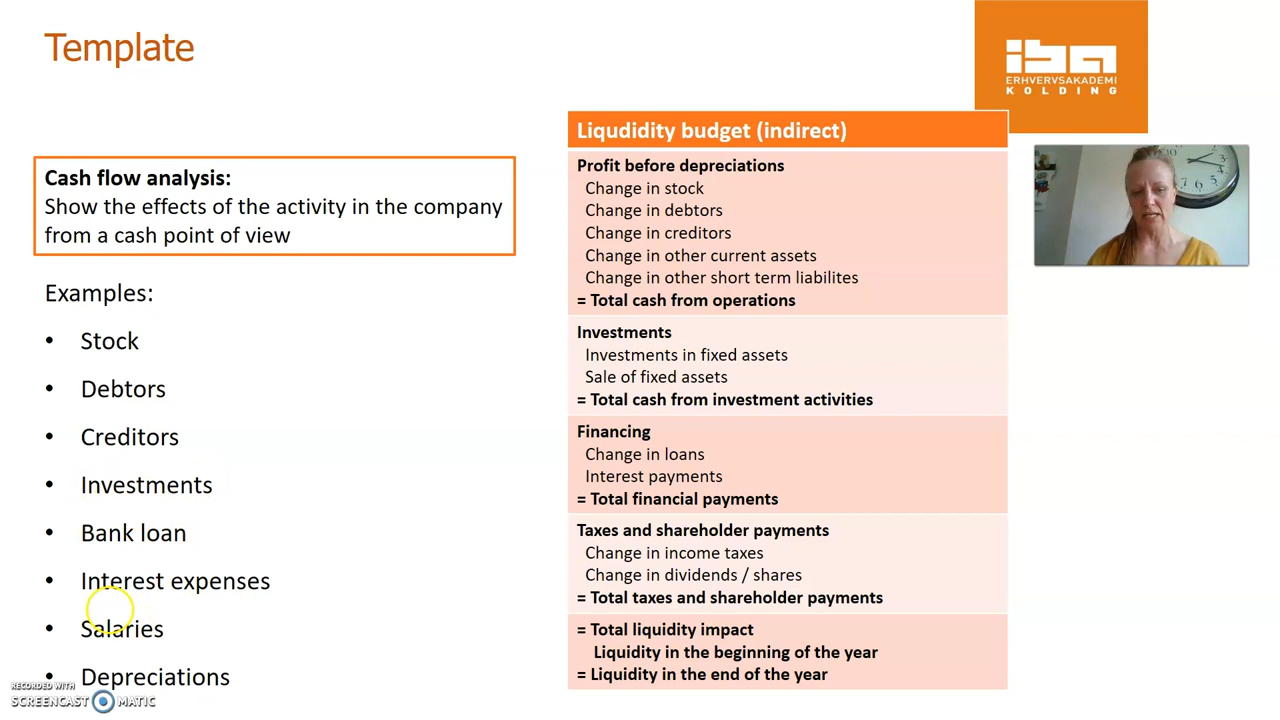 Template
iba
ERHVERVSAKADEMI
KOLDING
Cash flow analysis:
Show the effects of the activity in the company
from a cash point of view
Examples:
• Stock
• Debtors
• Creditors
• Investments
• Bank loan
• Interest expenses
• Salaries
• Depreciations
Liqudidity budget (indirect)
Profit before depreciations
Change in stock
Change in debtors
Change in creditors
Change in other current assets
Change in other short term liabilites
= Total cash from operations
Investments
Investments in fixed assets
Sale of fixed assets
= Total cash from investment activities
Financing
Change in loans
Interest payments
= Total financial payments
Taxes and shareholder payments
Change in income taxes
Change in dividends / shares
= Total taxes and shareholder payments
= Total liquidity impact
Liquidity in the beginning of the year
= Liquidity in the end of the year
RECORDED WITH
SCREENCAST MATIC